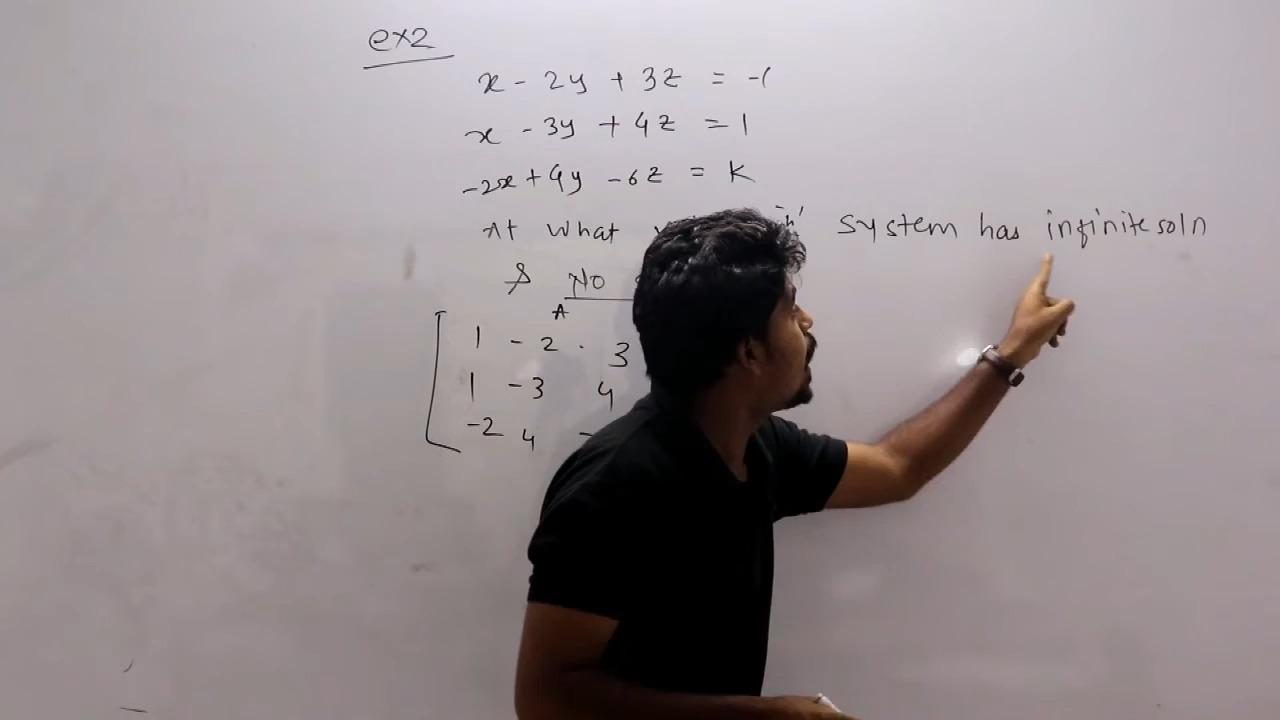 ex2
x - 2y + 3z = -1
x - 3y + 4z = 1
-2x + 4y - 6z = k
At what system has infinite soln
& No
A
1 -2 3
1 -3 4
-2 4 -